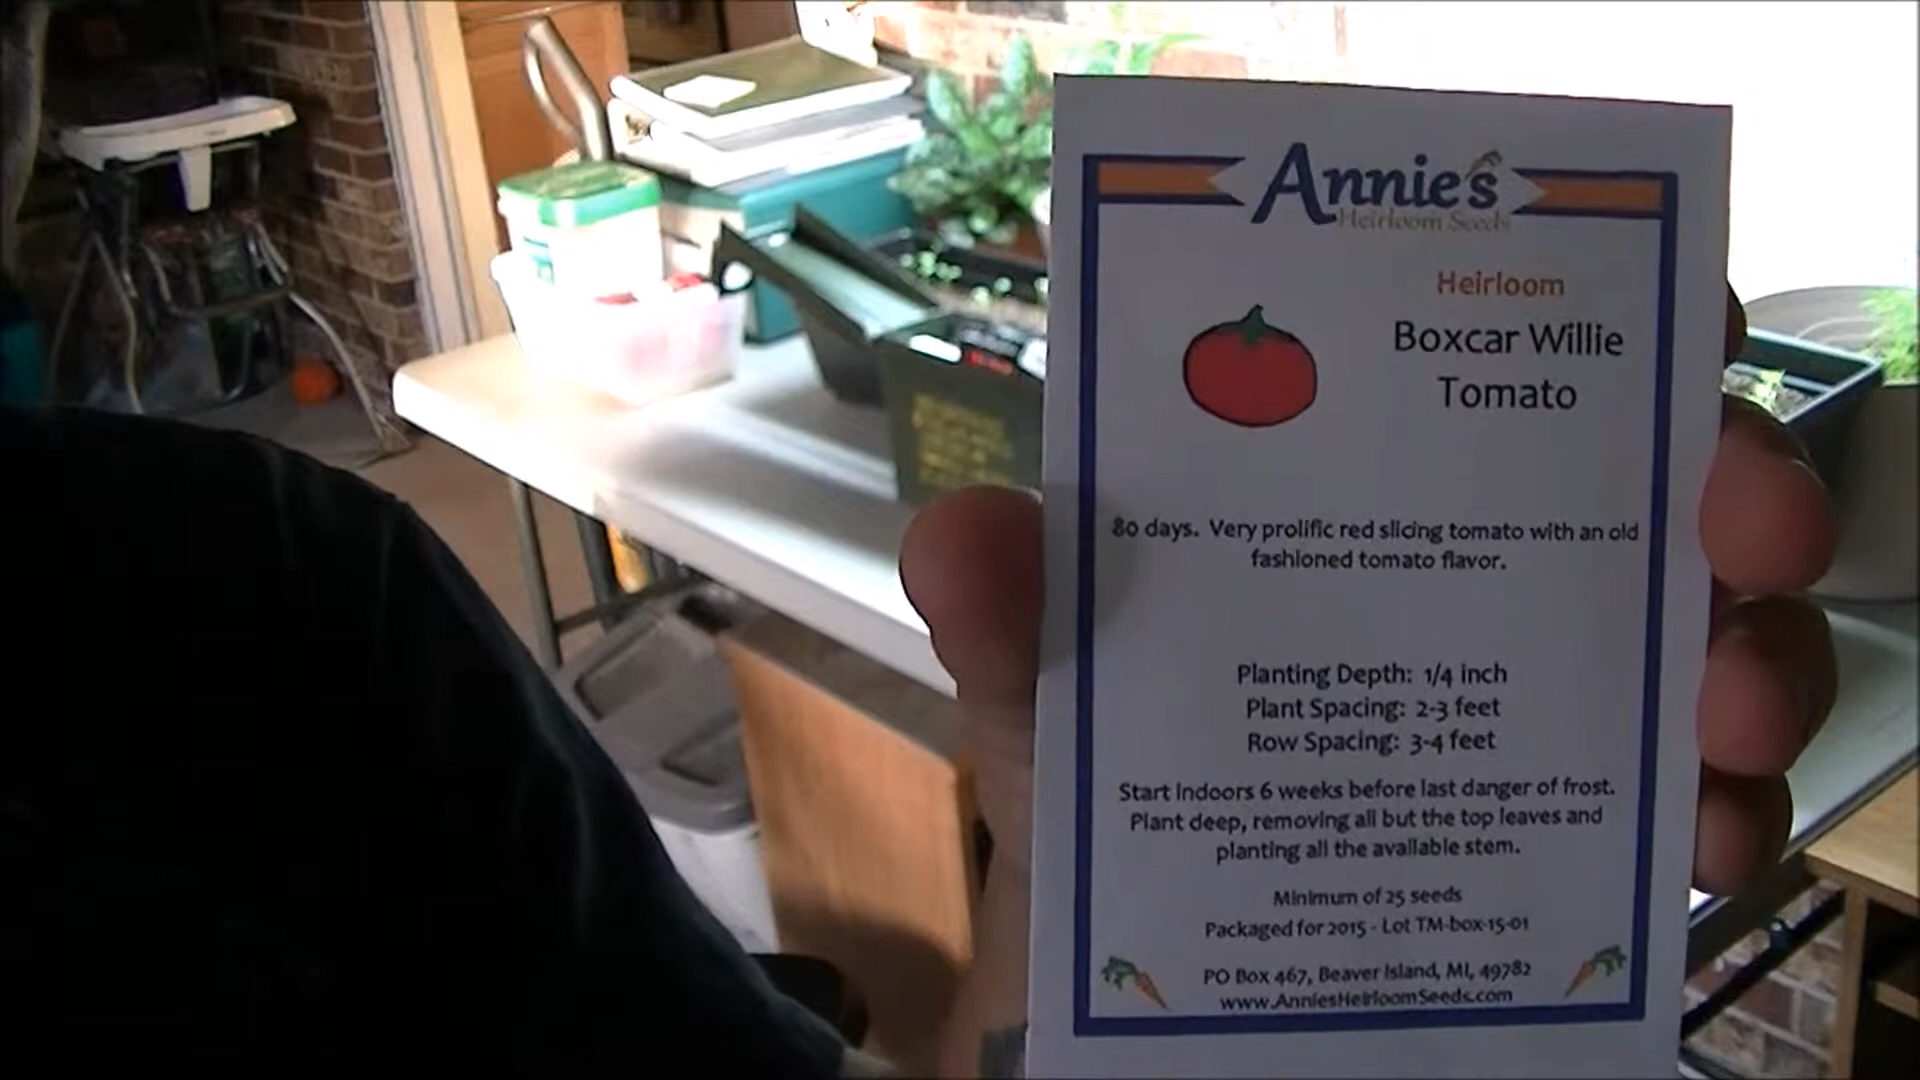 Annie's
Heirloom Seeds
Heirloom
Boxcar Willie
Tomato
80 days. Very prolific red slicing tomato with an old
fashioned tomato flavor.
Planting Depth: 1/4 inch
Plant Spacing: 2-3 feet
Row Spacing: 3-4 feet
Start indoors 6 weeks before last danger of frost.
Plant deep, removing all but the top leaves and
planting all the available stem.
Minimum of 25 seeds
Packaged for 2015 - Lot TM-box-15-01
PO Box 467, Beaver Island, MI, 49782
www.AnniesHeirloomSeeds.com